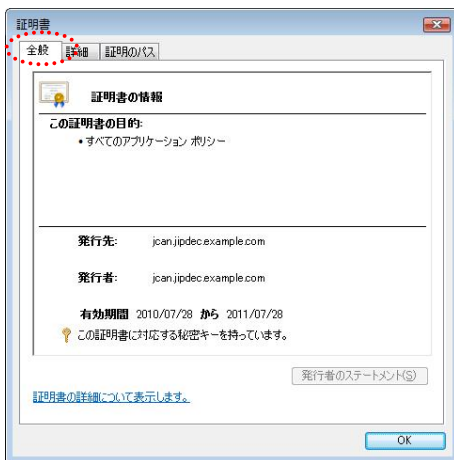 証明書
全般 詳細 証明のパス
証明書の情報
この証明書の目的:
• すべてのアプリケーション ポリシー
発行先: jcan.jipdec.example.com
発行者: jcan.jipdec.example.com
有効期間 2010/07/28 から 2011/07/28
この証明書に対応する秘密キーを持っています。
発行者のステートメント(S)
証明書の詳細について表示します。
OK